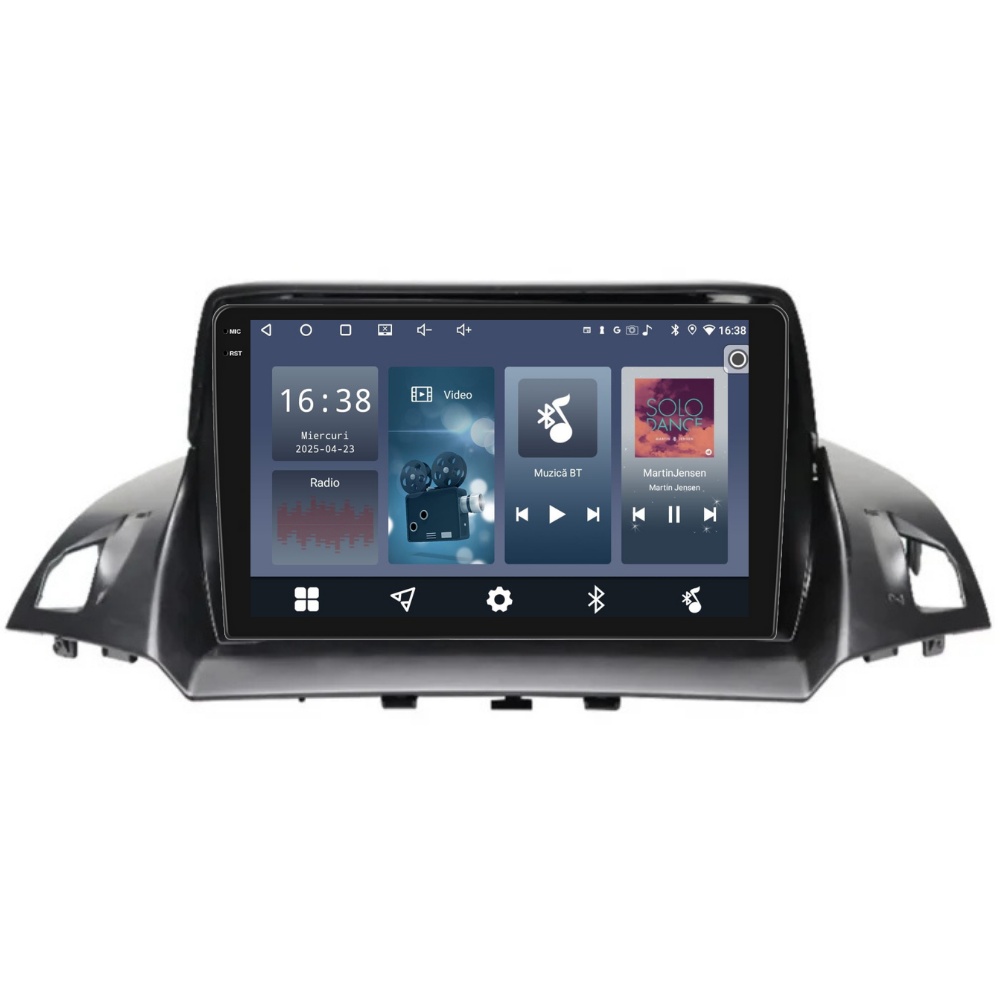 MIC
RST
G
16:38
16:38
Miercuri
2025-04-23
Radio
Video
Muzică BT
SOLO
DANCE
MartinJensen
Martin Jensen